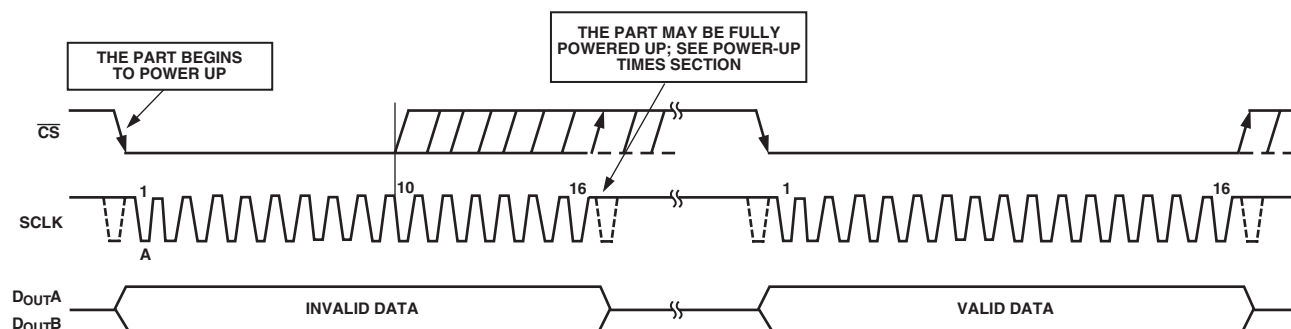 THE PART BEGINS
TO POWER UP
THE PART MAY BE FULLY
POWERED UP; SEE POWER-UP
TIMES SECTION
CS
1
10
16
1
16
SCLK
A
DOUTA
INVALID DATA
VALID DATA
DOUTB